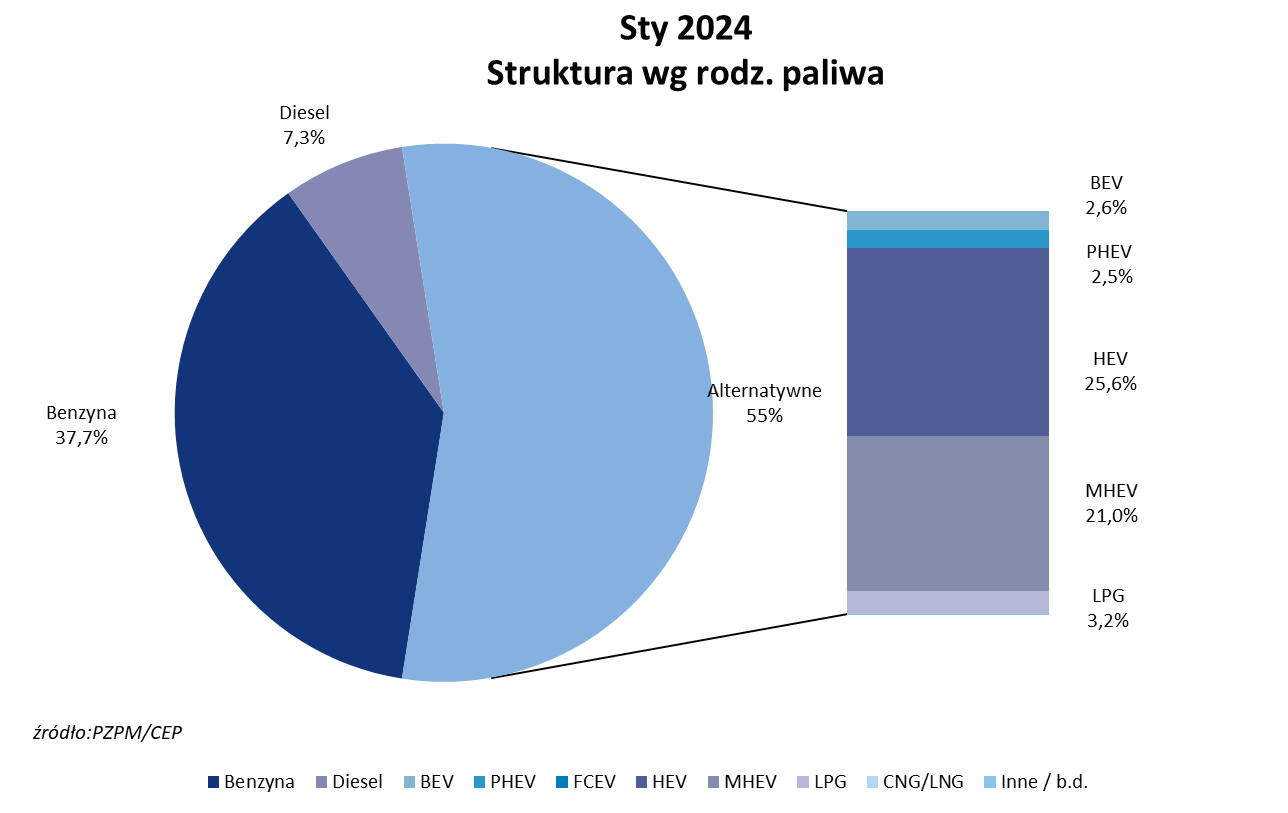 Sty 2024
Struktura wg rodz. paliwa
Diesel
7,3%
Benzyna
37,7%
Alternatywne
55%
BEV
2,6%
PHEV
2,5%
HEV
25,6%
MHEV
21,0%
LPG
3,2%
źródło:PZPM/CEP
Benzyna Diesel BEV PHEV FCEV HEV MHEV LPG CNG/LNG Inne / b.d.